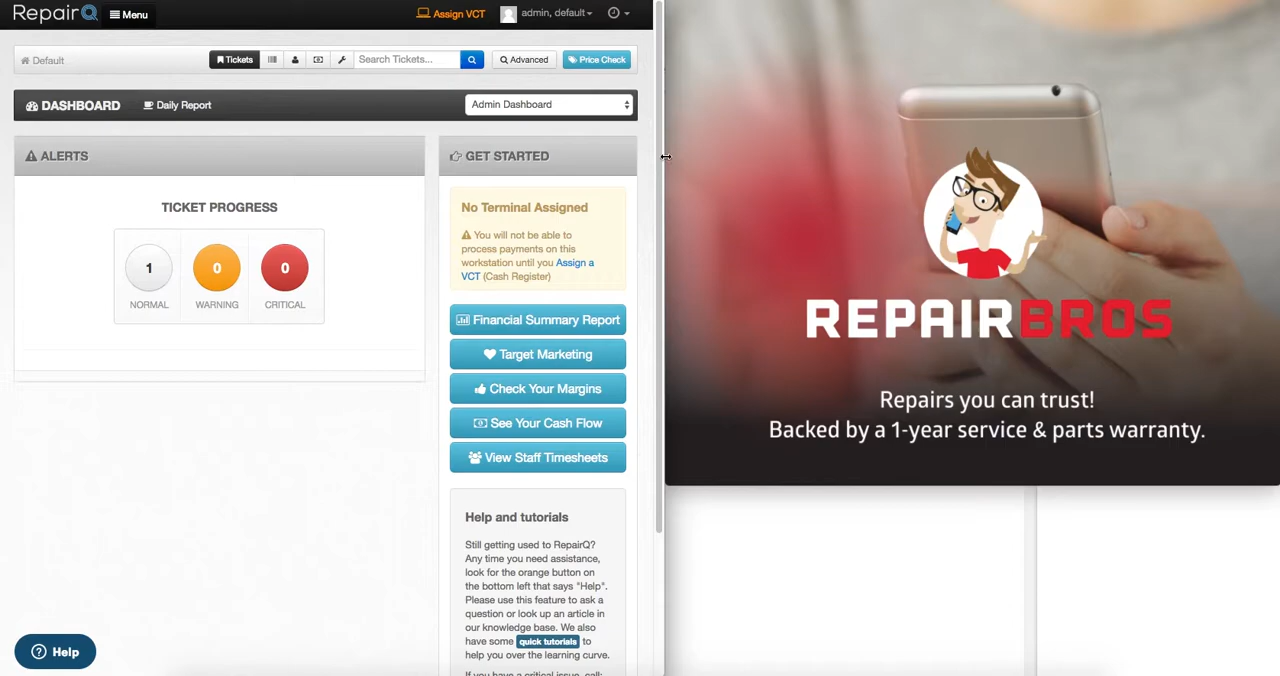 RepairQ
Menu
Assign VCT
admin, default
Default
Tickets
Search Tickets...
Advanced
Price Check
DASHBOARD
Daily Report
Admin Dashboard
ALERTS
TICKET PROGRESS
1
0
0
NORMAL
WARNING
CRITICAL
GET STARTED
No Terminal Assigned
You will not be able to
process payments on this
workstation until you Assign a
VCT (Cash Register)
Financial Summary Report
Target Marketing
Check Your Margins
See Your Cash Flow
View Staff Timesheets
Help and tutorials
Still getting used to RepairQ?
Any time you need assistance,
look for the orange button on
the bottom left that says "Help".
Please use this feature to ask a
question or look up an article in
our knowledge base. We also
have some quick tutorials to
help you over the learning curve.
If you have a critical issue, call:
Help
REPAIRBROS
Repairs you can trust!
Backed by a 1-year service & parts warranty.